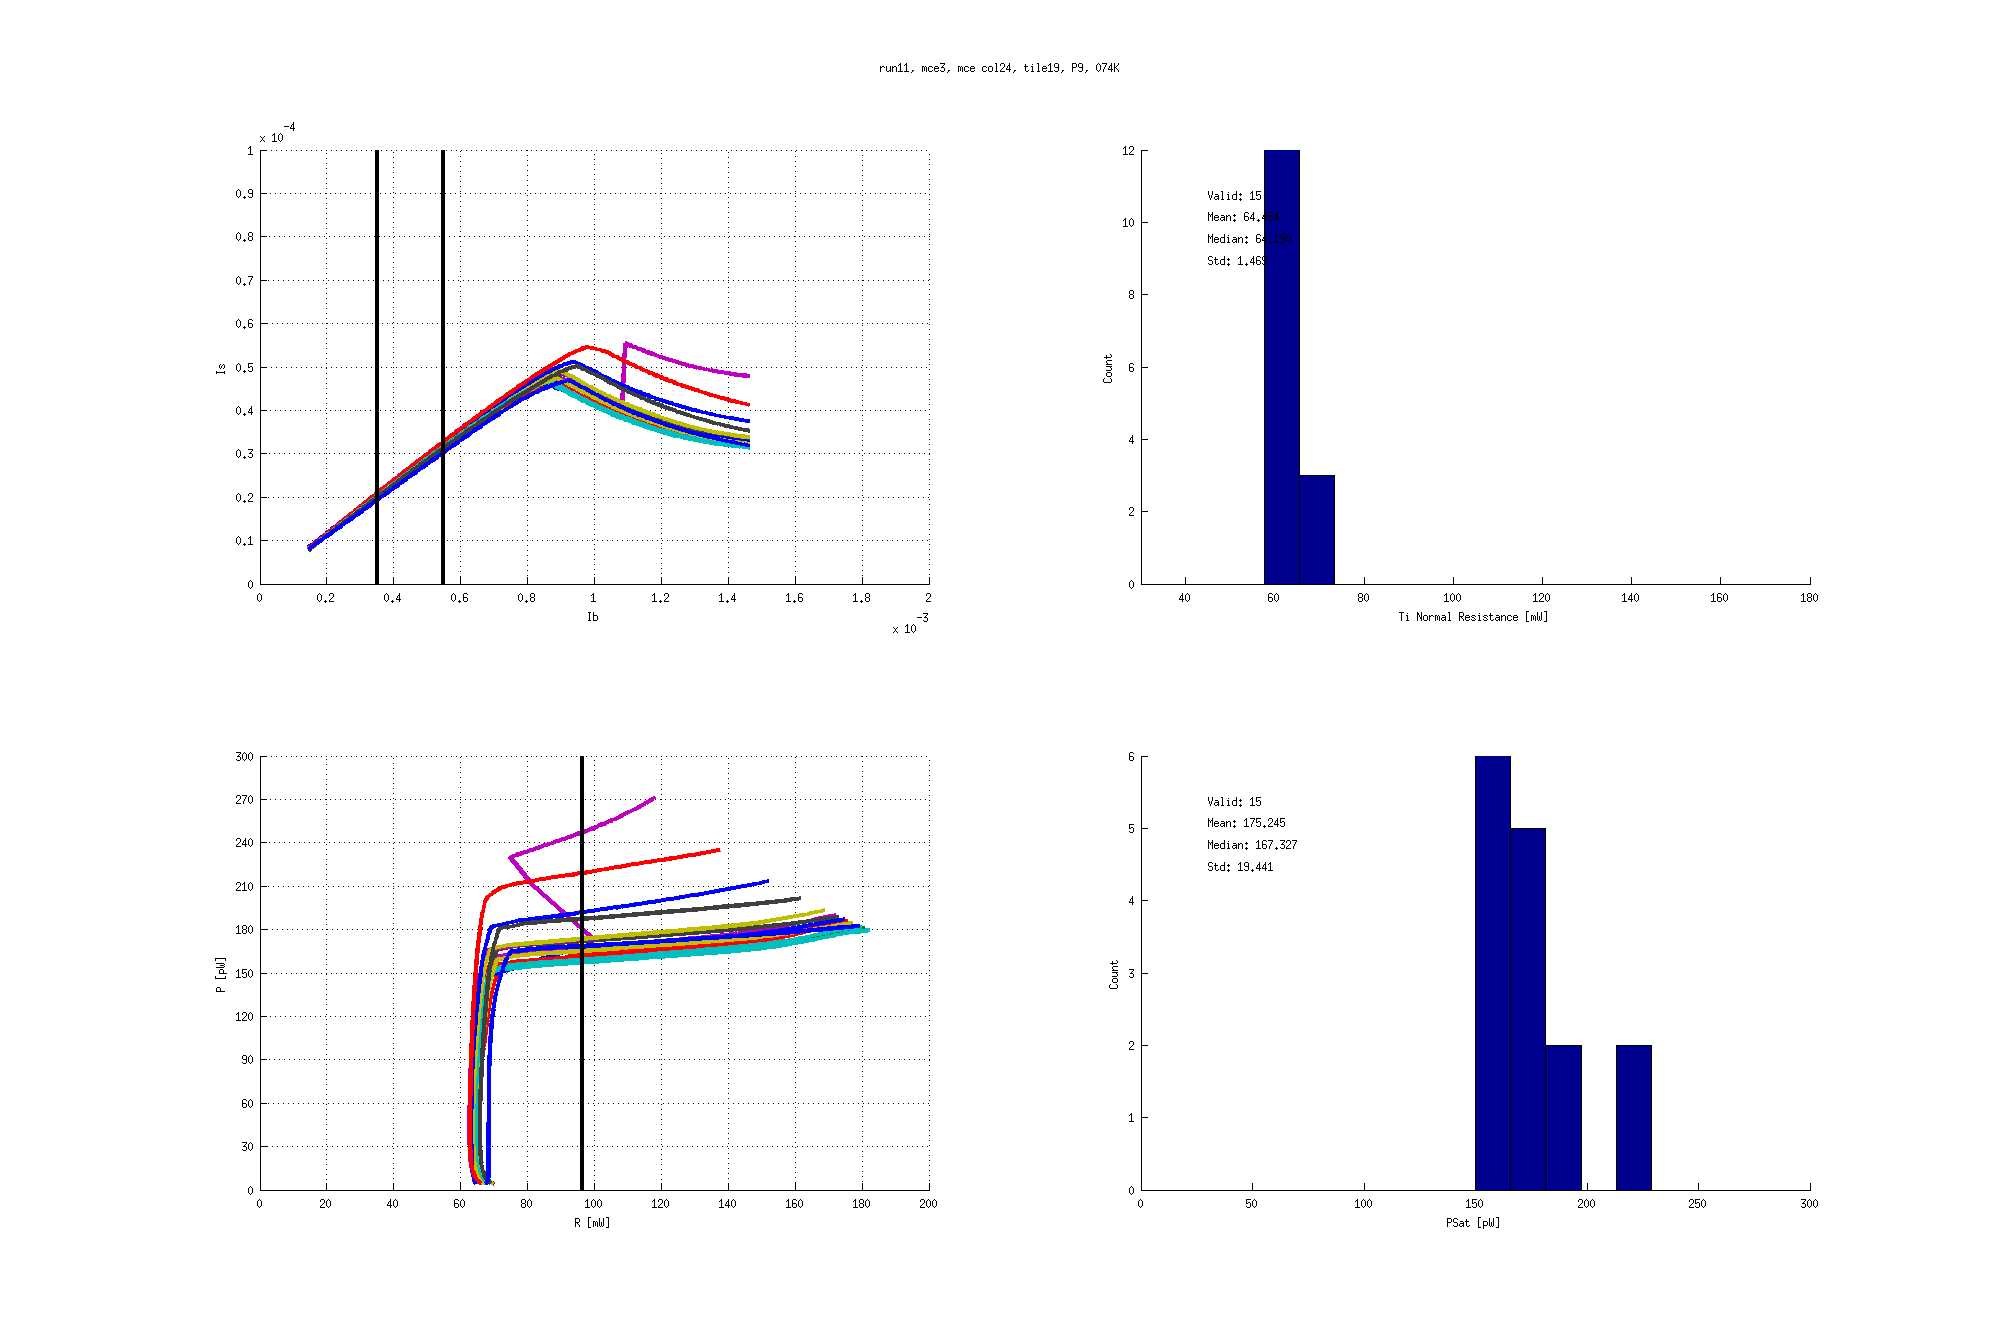 run11, mce3, mce col24, tile19, P9, 074K
x 10^-4
1
0.9
0.8
0.7
0.6
0.5
0.4
0.3
0.2
0.1
0
Is
0 0.2 0.4 0.6 0.8 1 1.2 1.4 1.6 1.8 2
Ib
x 10^-3
12
10
8
6
4
2
0
Count
Valid: 15
Mean: 64.454
Median: 64.190
Std: 1.469
40 60 80 100 120 140 160 180
Ti Normal Resistance [mW]
300
270
240
210
180
150
120
90
60
30
0
P [pW]
0 20 40 60 80 100 120 140 160 180 200
R [mW]
6
5
4
3
2
1
0
Count
Valid: 15
Mean: 175.245
Median: 167.327
Std: 19.441
0 50 100 150 200 250 300
PSat [pW]